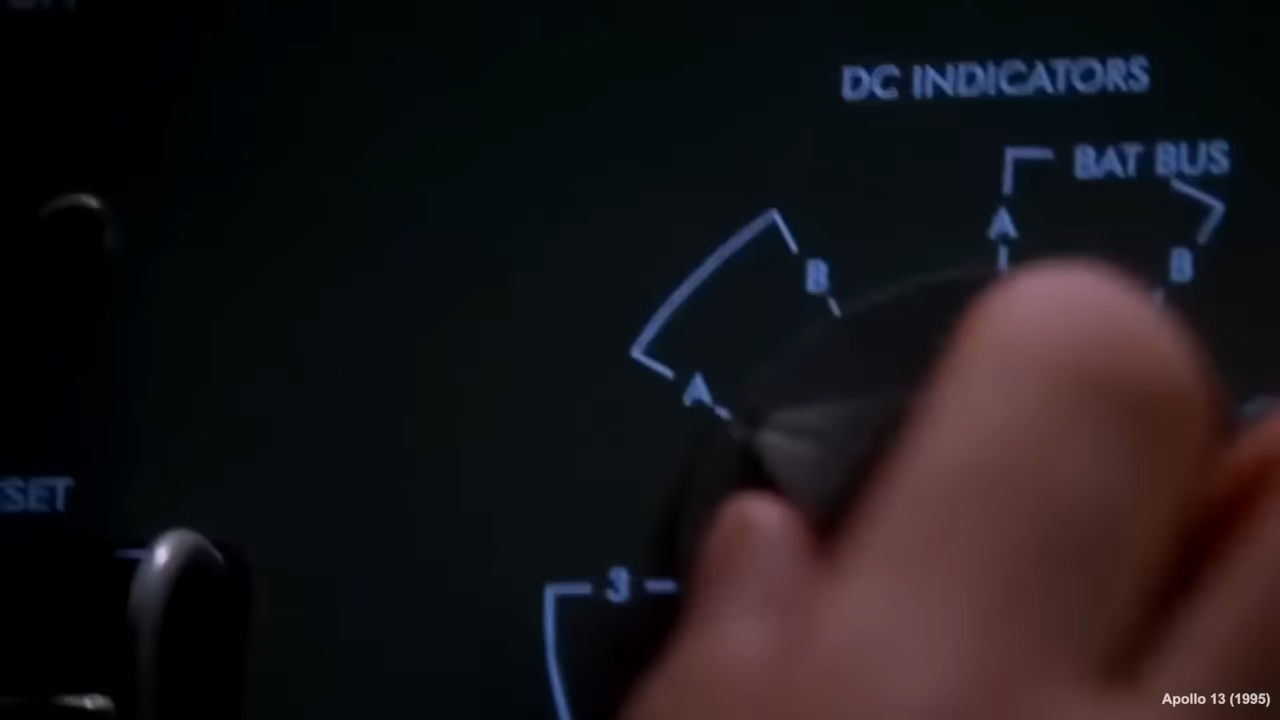 DC INDICATORS
BAT BUS
A
B
B
A
SET
3
Apollo 13 (1995)